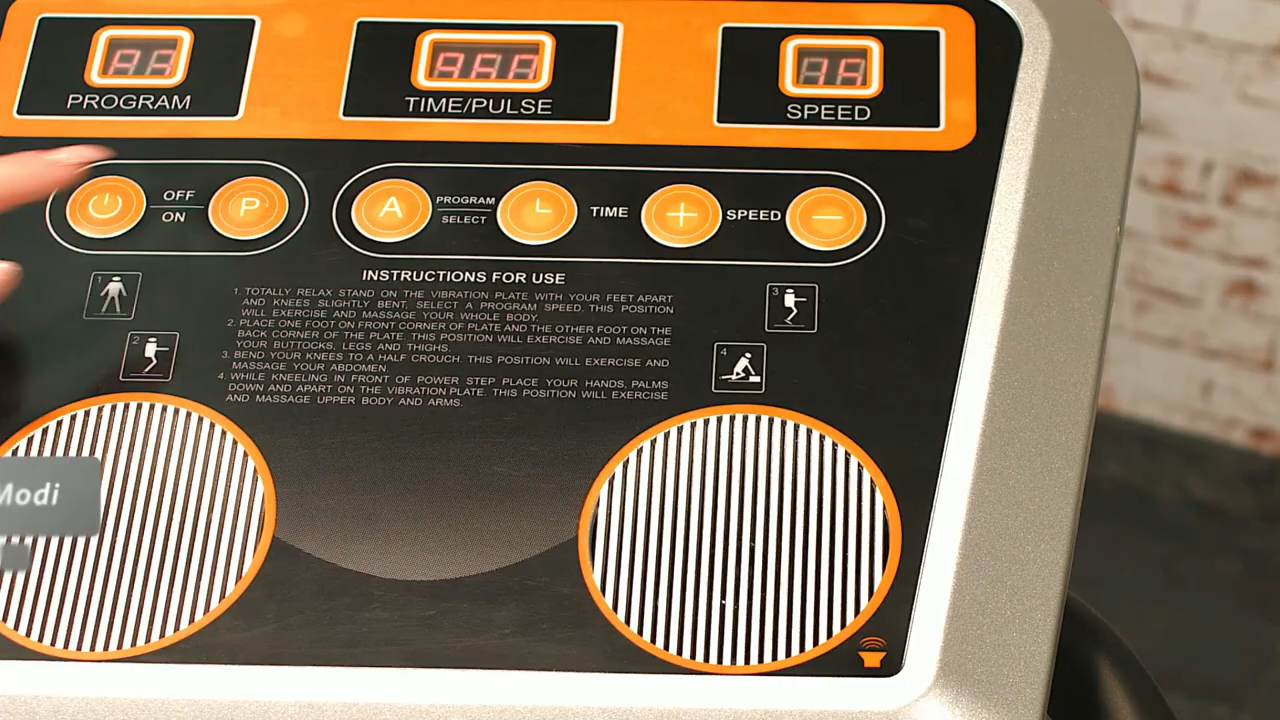 PROGRAM
TIME/PULSE
SPEED
OFF
ON
P
A
PROGRAM
SELECT
TIME
SPEED
INSTRUCTIONS FOR USE
1. TOTALLY RELAX STAND ON THE VIBRATION PLATE WITH YOUR FEET APART
AND KNEES SLIGHTLY BENT. SELECT A PROGRAM SPEED. THIS POSITION
WILL EXERCISE AND MASSAGE YOUR WHOLE BODY.
2. PLACE ONE FOOT ON FRONT CORNER OF PLATE AND THE OTHER FOOT ON THE
BACK CORNER OF THE PLATE. THIS POSITION WILL EXERCISE AND MASSAGE
YOUR BUTTOCKS, LEGS AND THIGHS.
3. BEND YOUR KNEES TO A HALF CROUCH. THIS POSITION WILL EXERCISE AND
MASSAGE YOUR ABDOMEN.
4. WHILE KNEELING IN FRONT OF POWER STEP PLACE YOUR HANDS, PALMS
DOWN AND APART ON THE VIBRATION PLATE. THIS POSITION WILL EXERCISE
AND MASSAGE UPPER BODY AND ARMS.
1
2
3
4
Modi